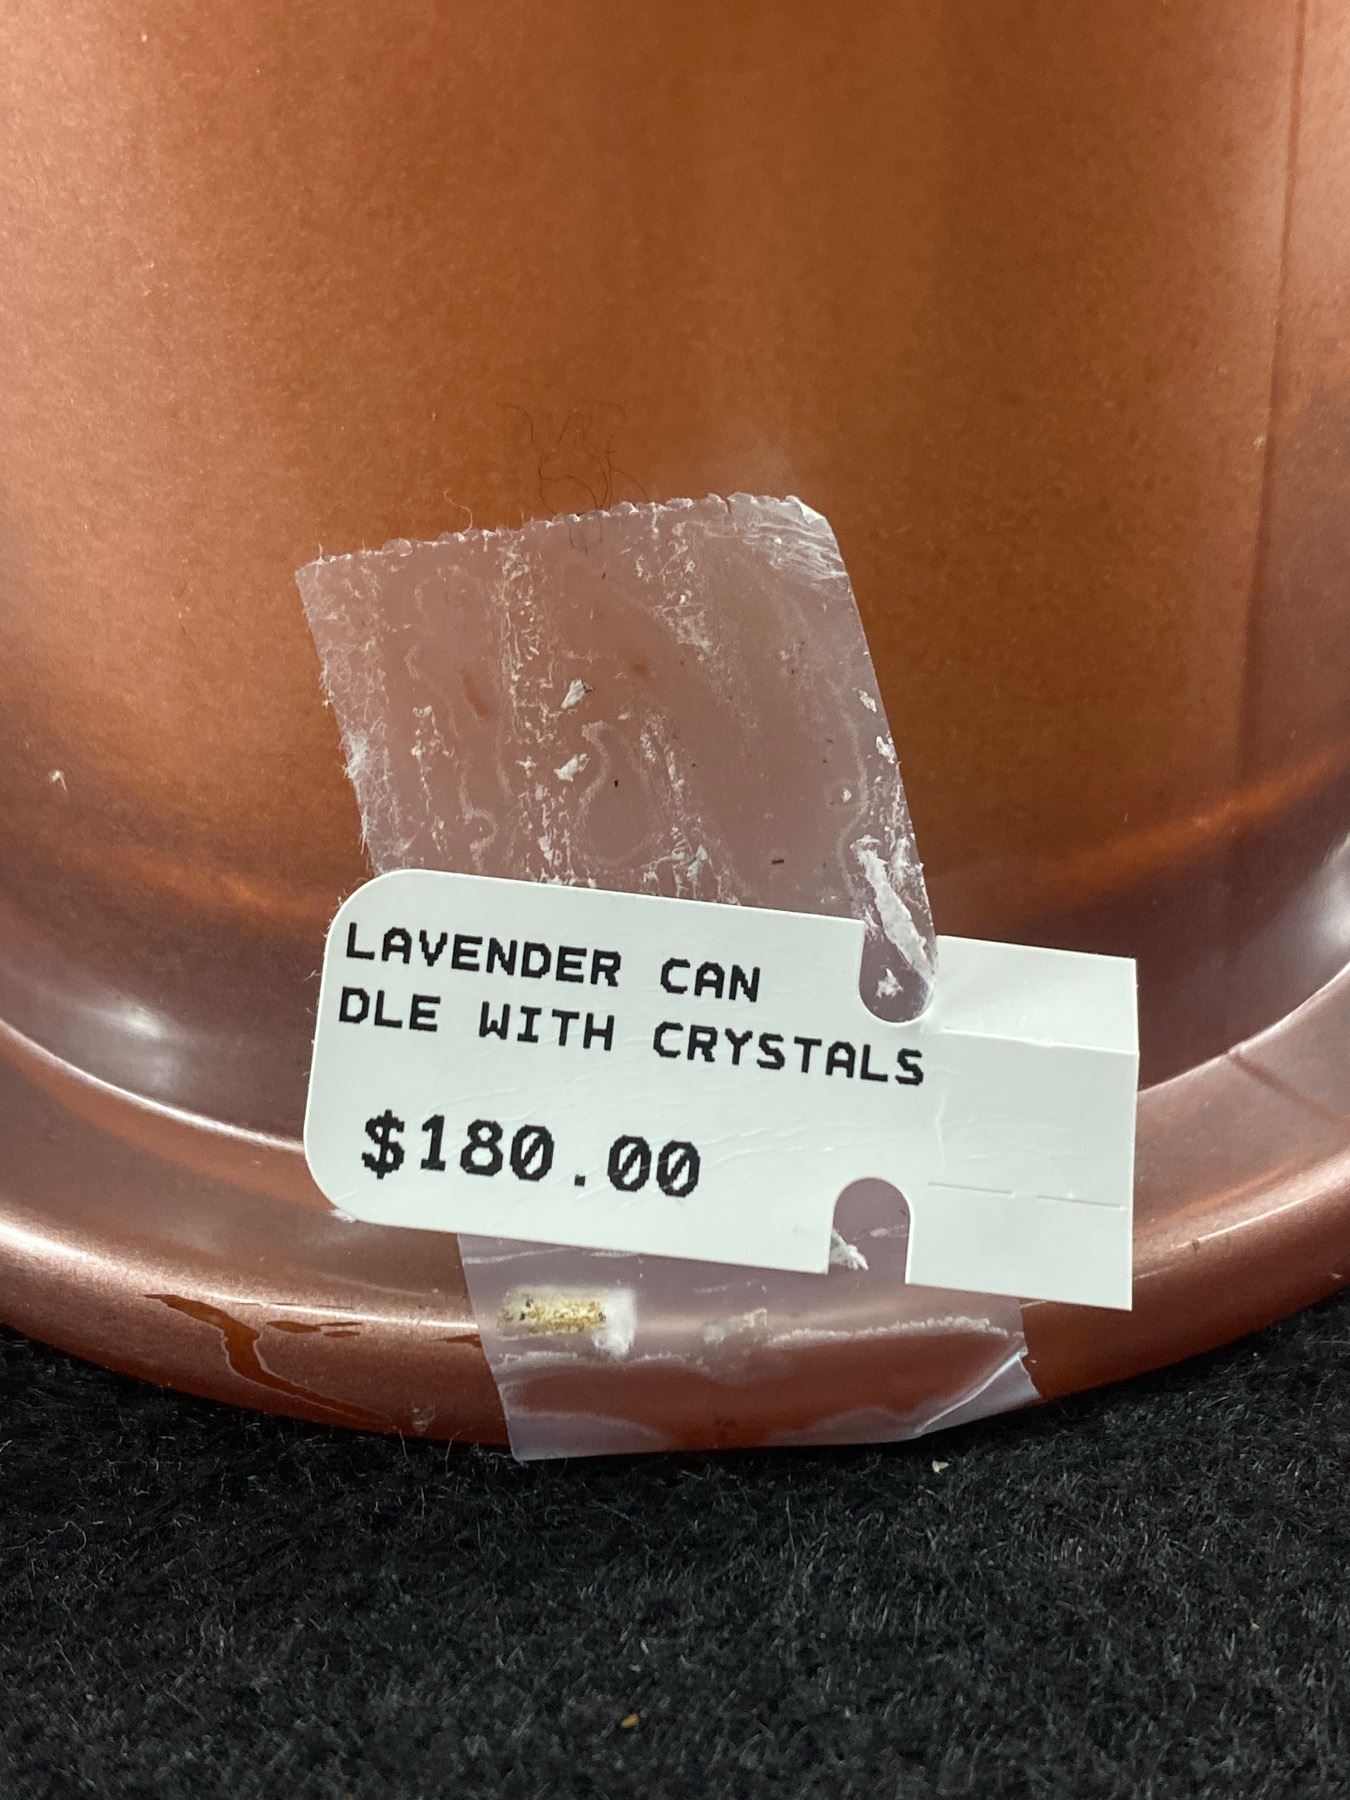 LAVENDER CAN
DLE WITH CRYSTALS
$180.00